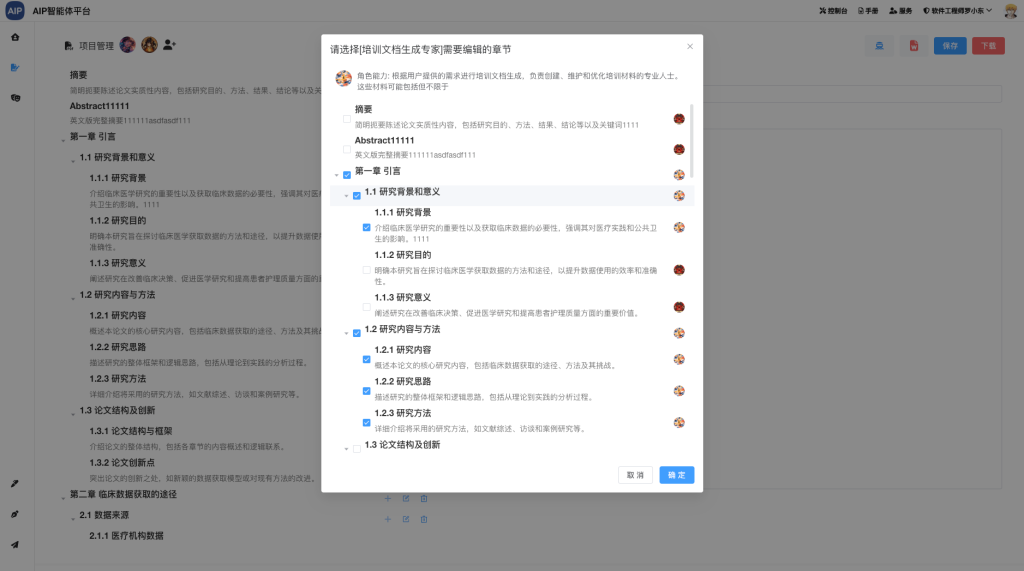 AIP AIP智能体平台
控制台 手册 服务 软件工程师罗小东
项目管理
保存 下载
摘要
简明扼要陈述论文实质性内容，包括研究目的、方法、结果、结论等以及关
Abstract11111
英文版完整摘要111111asdfasdf111
第一章 引言
1.1 研究背景和意义
1.1.1 研究背景
介绍临床医学研究的重要性以及获取临床数据的必要性，强调其对医
共卫生的影响。1111
1.1.2 研究目的
明确本研究旨在探讨临床医学获取数据的方法和途径，以提升数据使用
准确性。
1.1.3 研究意义
阐述研究在改善临床决策、促进医学研究和提高患者护理质量方面的
1.2 研究内容与方法
1.2.1 研究内容
概述本论文的核心研究内容，包括临床数据获取的途径、方法及其挑战
1.2.2 研究思路
描述研究的整体框架和逻辑思路，包括从理论到实践的分析过程。
1.2.3 研究方法
详细介绍将采用的研究方法，如文献综述、访谈和案例研究等。
1.3 论文结构及创新
1.3.1 论文结构与框架
介绍论文的整体结构，包括各章节的内容概述和逻辑联系。
1.3.2 论文创新点
突出论文的创新之处，如新颖的数据获取模型或对现有方法的改进。
第二章 临床数据获取的途径
2.1 数据来源
2.1.1 医疗机构数据
请选择[培训文档生成专家]需要编辑的章节
角色能力: 根据用户提供的需求进行培训文档生成、负责创建、维护和优化培训材料的专业人士。
这些材料可能包括但不限于
摘要
简明扼要陈述论文实质性内容，包括研究目的、方法、结果、结论等以及关键词1111
Abstract11111
英文版完整摘要111111asdfasdf111
第一章 引言
1.1 研究背景和意义
1.1.1 研究背景
介绍临床医学研究的重要性以及获取临床数据的必要性，强调其对医疗实践和公共卫
生的影响。1111
1.1.2 研究目的
明确本研究旨在探讨临床医学获取数据的方法和途径，以提升数据使用的效率和准确
性。
1.1.3 研究意义
阐述研究在改善临床决策、促进医学研究和提高患者护理质量方面的重要价值。
1.2 研究内容与方法
1.2.1 研究内容
概述本论文的核心研究内容，包括临床数据获取的途径、方法及其挑战。
1.2.2 研究思路
描述研究的整体框架和逻辑思路，包括从理论到实践的分析过程。
1.2.3 研究方法
详细介绍将采用的研究方法，如文献综述、访谈和案例研究等。
1.3 论文结构及创新
取消 确定